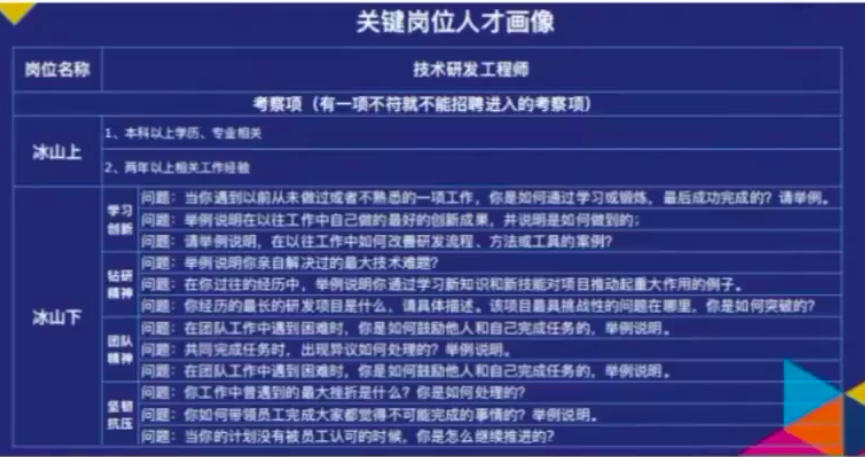 关键岗位人才画像
岗位名称
技术研发工程师
考察项（有一项不符就不能招聘进入的考察项）
冰山上
1、本科以上学历、专业相关
2、两年以上相关工作经验
冰山下
学习
创新
问题：当你遇到以前从未做过或者不熟悉的一项工作，你是如何通过学习或锻炼，最后成功完成的？请举例。
问题：举例说明在以往工作中自己做的最好的创新成果，并说明是如何做到的；
问题：请举例说明，在以往工作中如何改善研发流程、方法或工具的案例？
钻研
精神
问题：举例说明你亲自解决过的最大技术难题？
问题：在你过往的经历中，举例说明你通过学习新知识和新技能对项目推动起重大作用的例子。
问题：你经历的最长的研发项目是什么，请具体描述。该项目最具挑战性的问题在哪里，你是如何突破的？
团队
精神
问题：在团队工作中遇到困难时，你是如何鼓励他人和自己完成任务的，举例说明。
问题：共同完成任务时，出现异议如何处理的？举例说明。
问题：在团队工作中遇到困难时，你是如何鼓励他人和自己完成任务的，举例说明。
坚韧
抗压
问题：你工作中曾遇到的最大挫折是什么？你是如何处理的？
问题：你如何带领员工完成大家都觉得不可能完成的事情的？举例说明。
问题：当你的计划没有被员工认可的时候，你是怎么继续推进的？